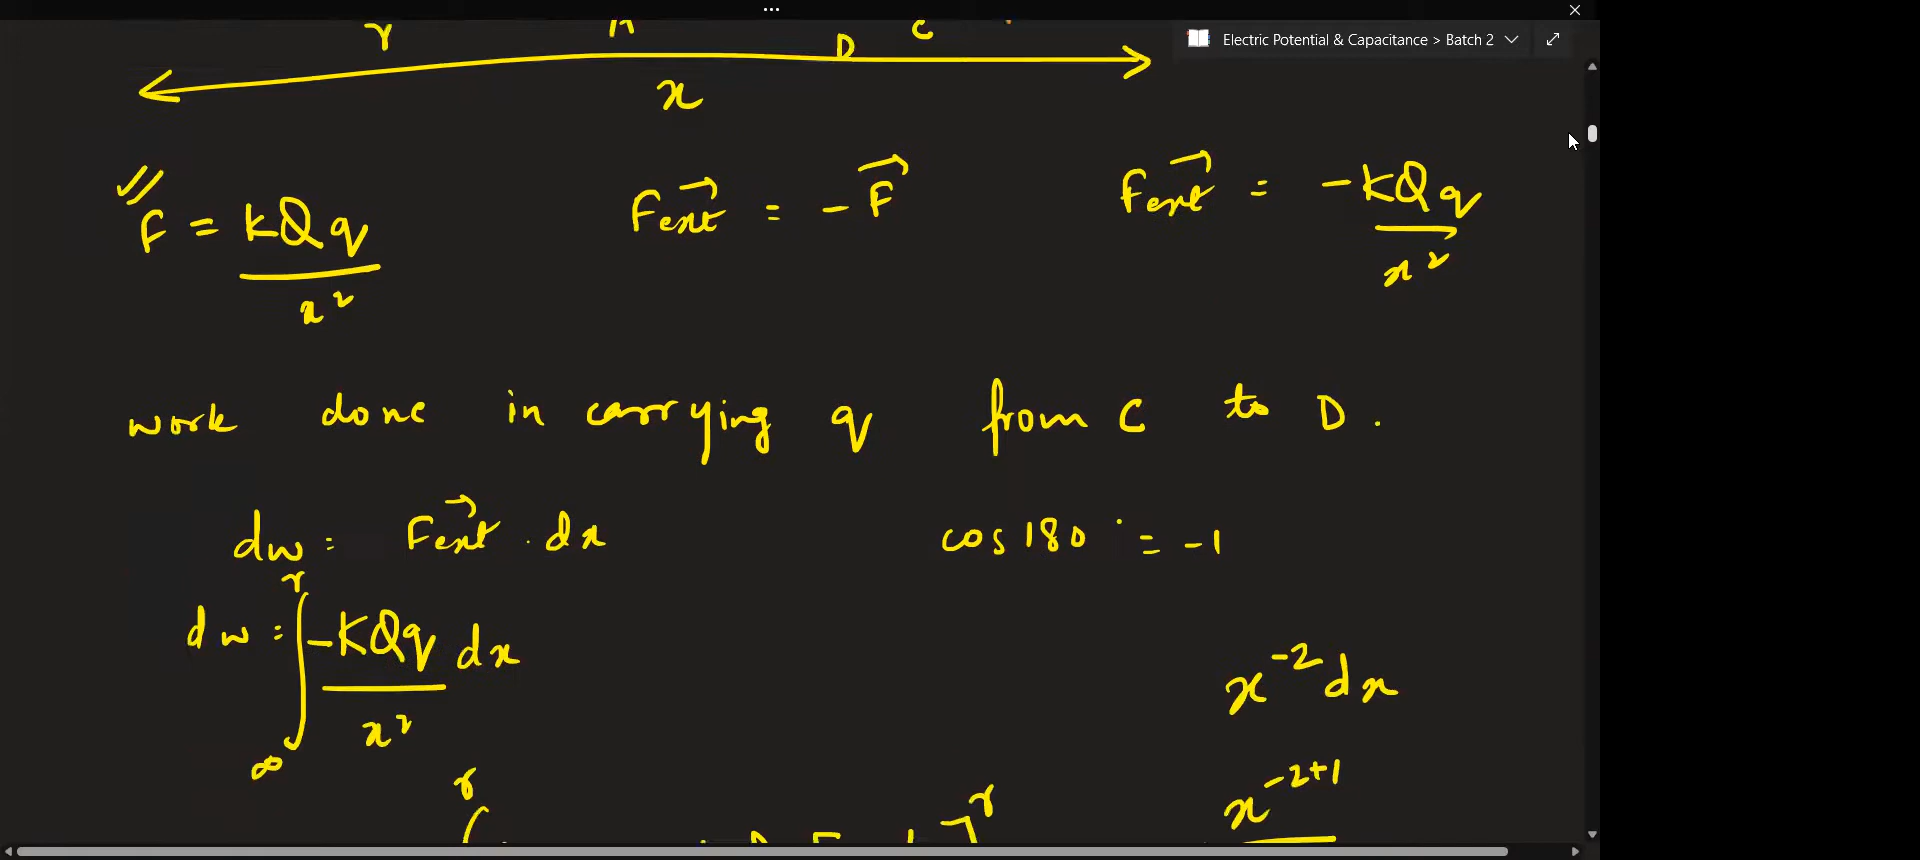 Electric Potential & Capacitance > Batch 2
r A D C
x
F = kQq / x²    Fext→ = -F→    Fext→ = -kQq / x²
work done in carrying q from C to D.
dw = Fext→ . dx    cos 180° = -1
dw = ∫_∞^r -KQq / x² dx    x^-2 dx
r r x^-2+1